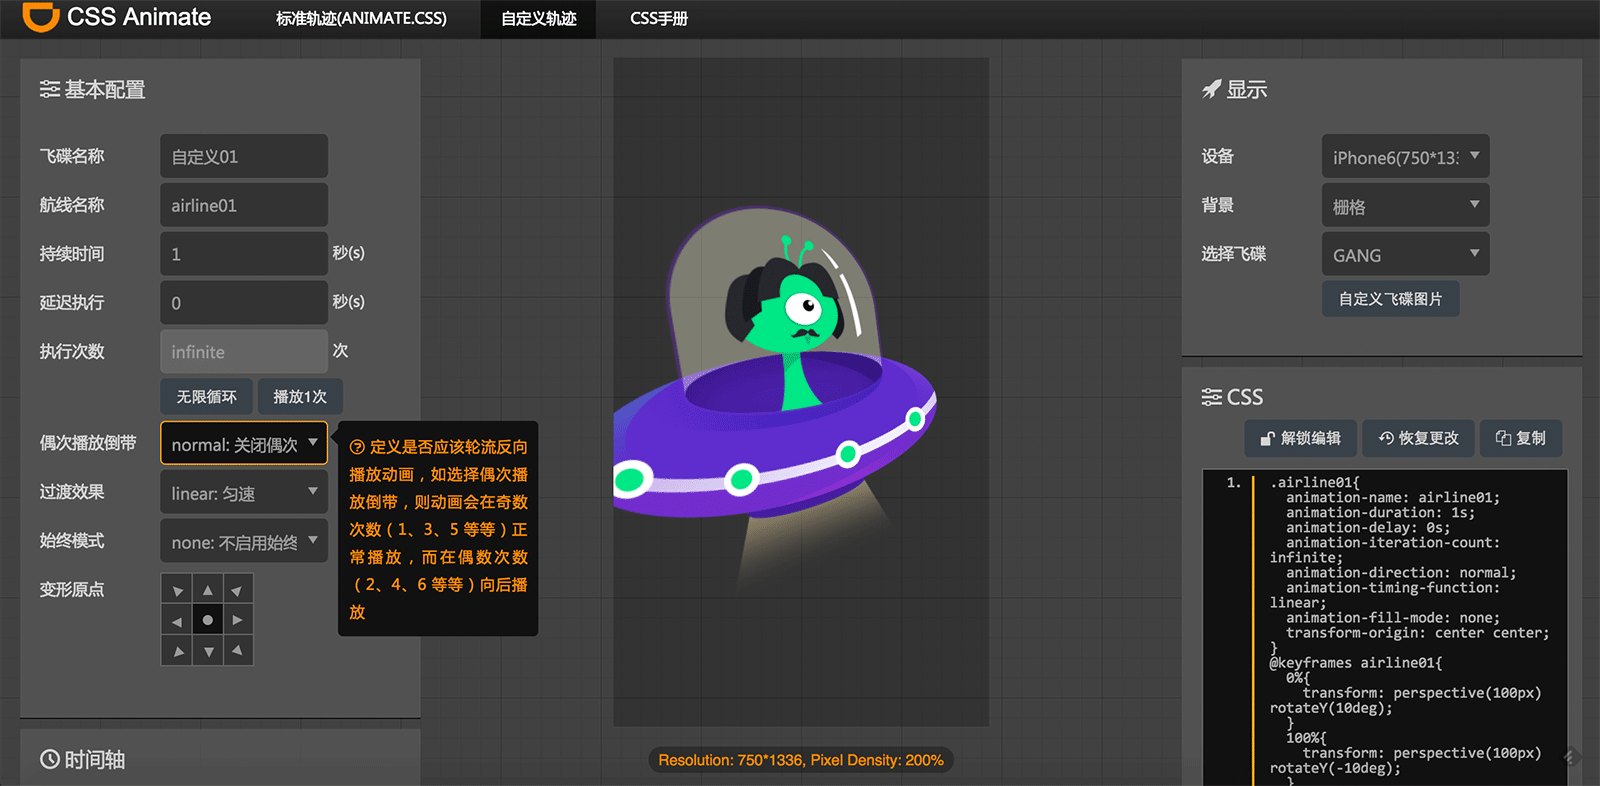 CSS Animate
标准轨迹(ANIMATE.CSS)
自定义轨迹
CSS手册
基本配置
飞碟名称
自定义01
航线名称
airline01
持续时间
1
秒(s)
延迟执行
0
秒(s)
执行次数
infinite
次
无限循环
播放1次
偶次播放倒带
normal: 关闭偶次
过渡效果
linear: 匀速
始终模式
none: 不启用始终
变形原点
时间轴
定义是否应该轮流反向
播放动画，如选择偶次播
放倒带，则动画会在奇数
次数（1、3、5 等等）正
常播放，而在偶数次数
（2、4、6 等等）向后播
放
Resolution: 750*1336, Pixel Density: 200%
显示
设备
iPhone6(750*13
背景
栅格
选择飞碟
GANG
自定义飞碟图片
CSS
解锁编辑
恢复更改
复制
1.
.airline01{
animation-name: airline01;
animation-duration: 1s;
animation-delay: 0s;
animation-iteration-count:
infinite;
animation-direction: normal;
animation-timing-function:
linear;
animation-fill-mode: none;
transform-origin: center center;
}
@keyframes airline01{
0%{
transform: perspective(100px)
rotateY(10deg);
}
100%{
transform: perspective(100px)
rotateY(-10deg);
}